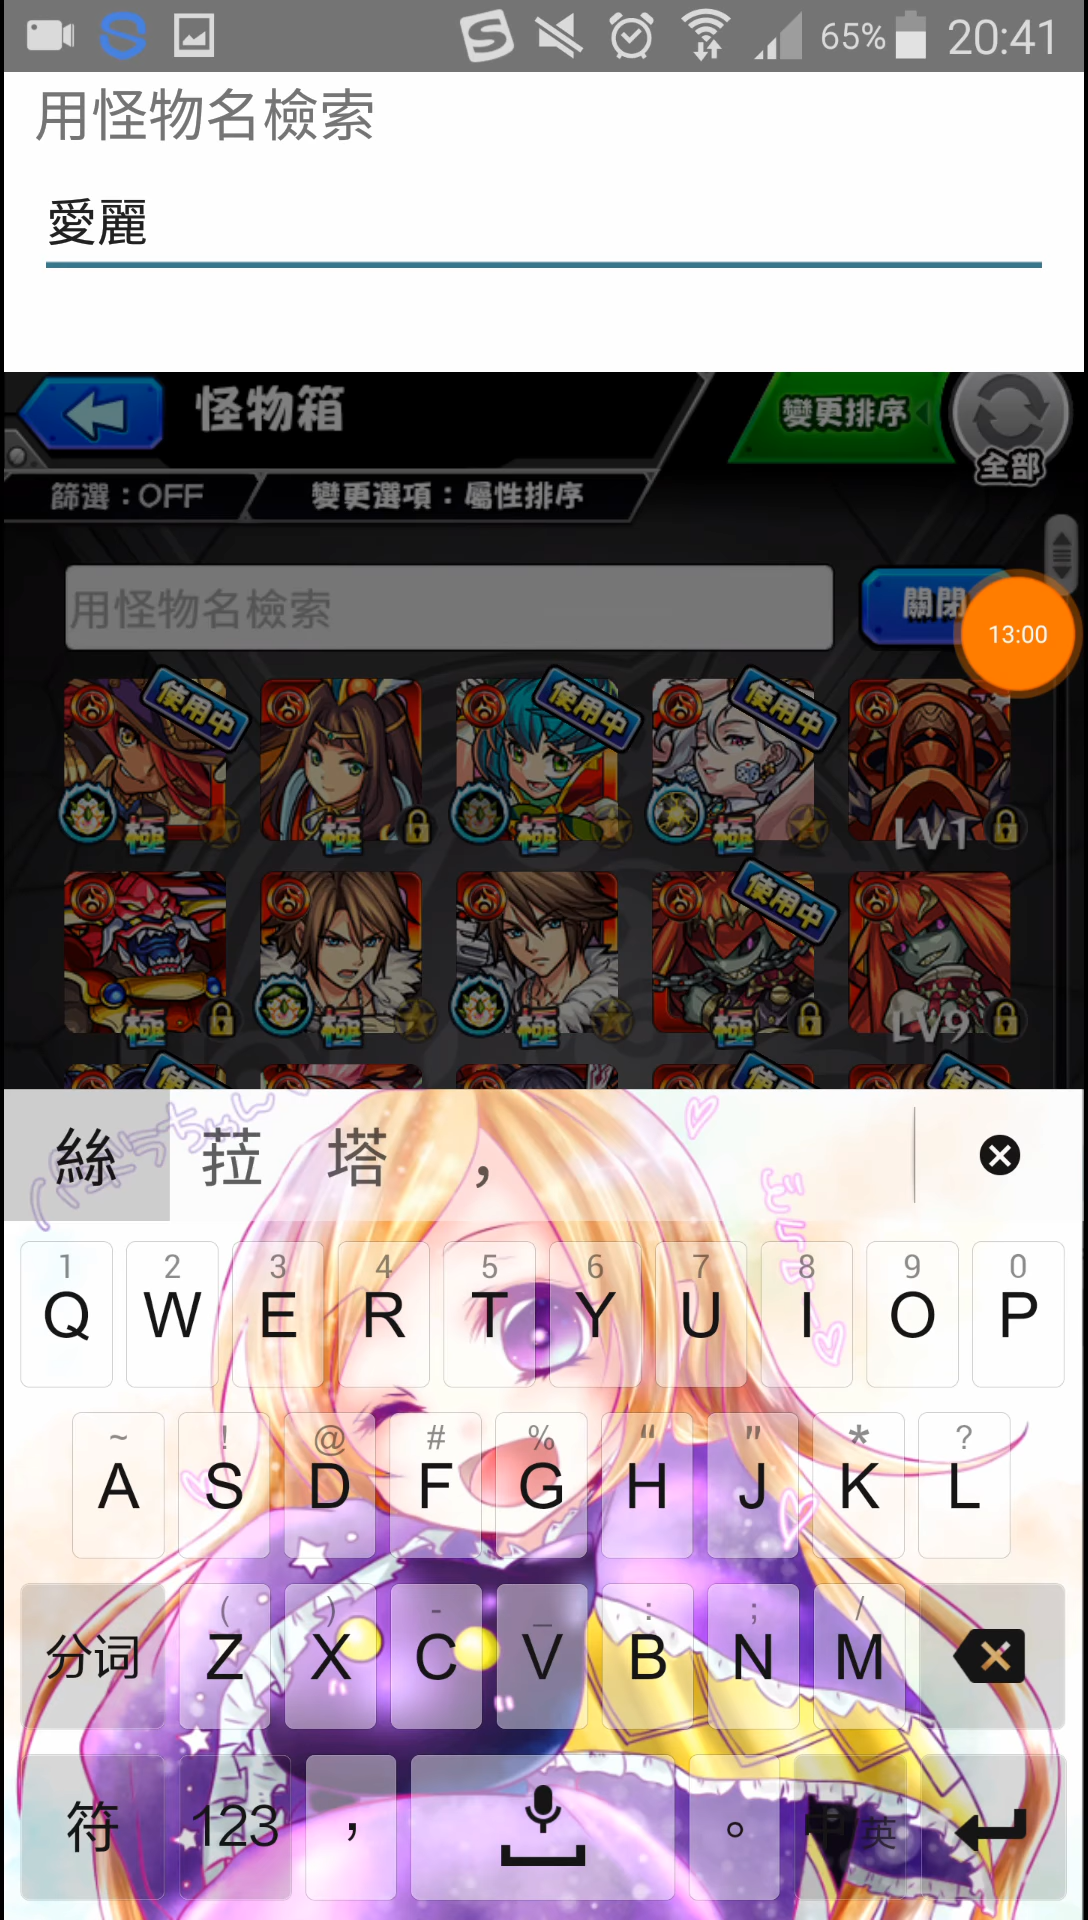 65% 20:41
用怪物名檢索
愛麗
怪物箱
變更排序
全部
篩選：OFF
變更選項：屬性排序
用怪物名檢索
關閉
13:00
使用中 使用中 使用中
極 極 極 極 LV1
使用中
極 極 極 極 LV9
絲 菈 塔 ，
1 2 3 4 5 6 7 8 9 0
Q W E R T Y U I O P
~ ! @ # % “ " * ?
A S D F G H J K L
( ) - _ : ; /
分词 Z X C V B N M
符 123 ， 。 中英